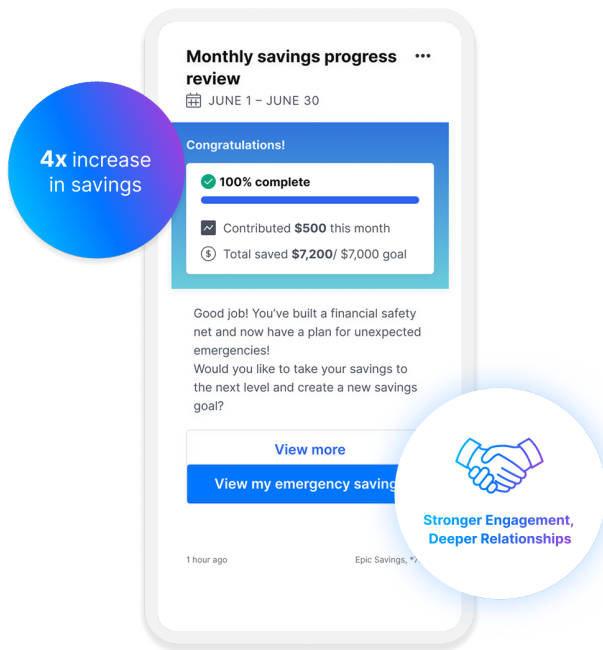 Monthly savings progress
review
JUNE 1 – JUNE 30
4x increase
in savings
Congratulations!
100% complete
Contributed $500 this month
Total saved $7,200/ $7,000 goal
Good job! You've built a financial safety
net and now have a plan for unexpected
emergencies!
Would you like to take your savings to
the next level and create a new savings
goal?
View more
View my emergency saving
Stronger Engagement,
Deeper Relationships
1 hour ago
Epic Savings,